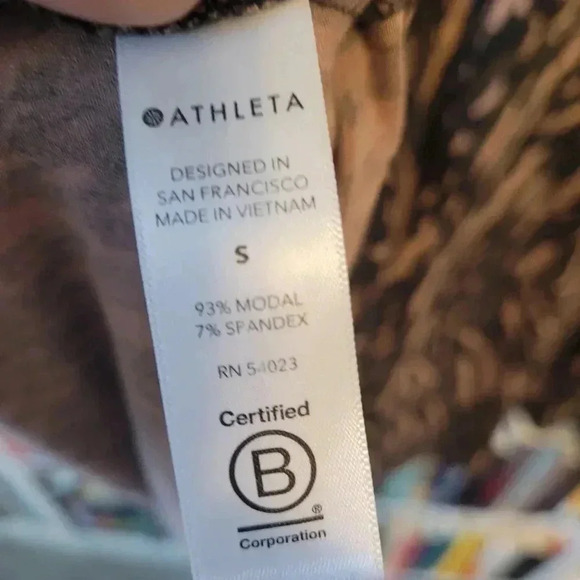 ATHLETA
DESIGNED IN
SAN FRANCISCO
MADE IN VIETNAM
S
93% MODAL
7% SPANDEX
RN 54023
Certified
B
®
Corporation